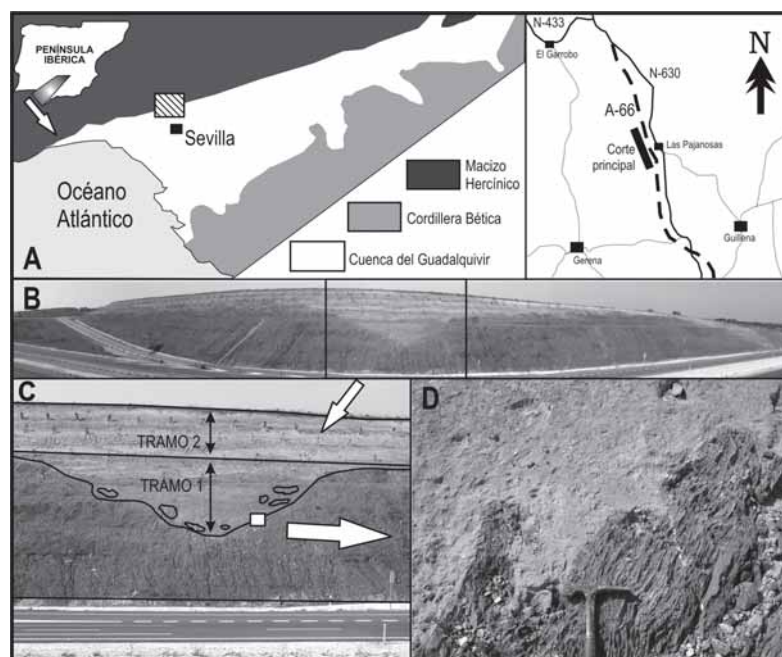 PENÍNSULA
IBÉRICA
Sevilla
Océano
Atlántico
Macizo
Hercínico
Cordillera Bética
Cuenca del Guadalquivir
A
N-433
El Garrobo
N-630
N
A-66
Corte
principal
Las Pajanosas
Guillena
Gerena
B
C
TRAMO 2
TRAMO 1
D